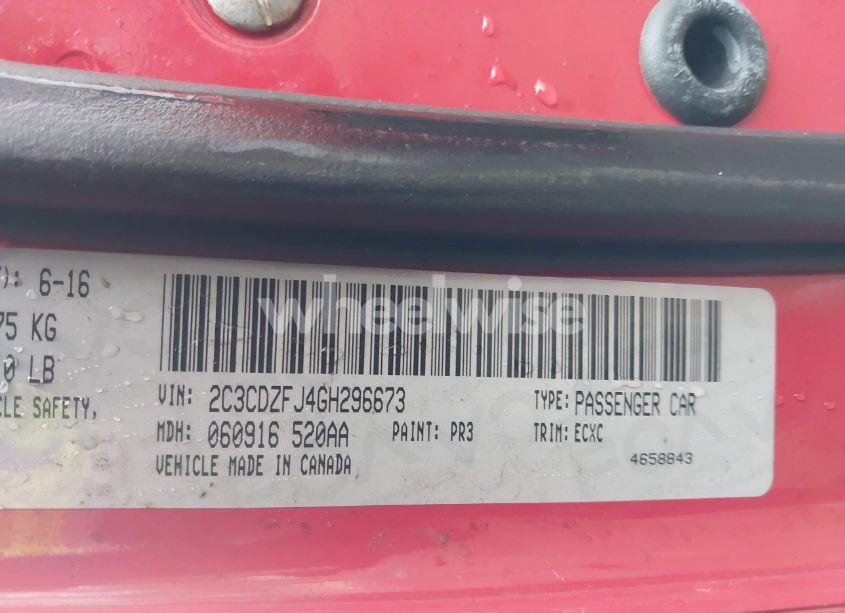 6-16
75 KG
0 LB
CLE SAFETY,
wheelwise
VIN: 2C3CDZFJ4GH296673 TYPE: PASSENGER CAR
MDH: 060916 520AA PAINT: PR3 TRIM: ECXC
VEHICLE MADE IN CANADA 4658843